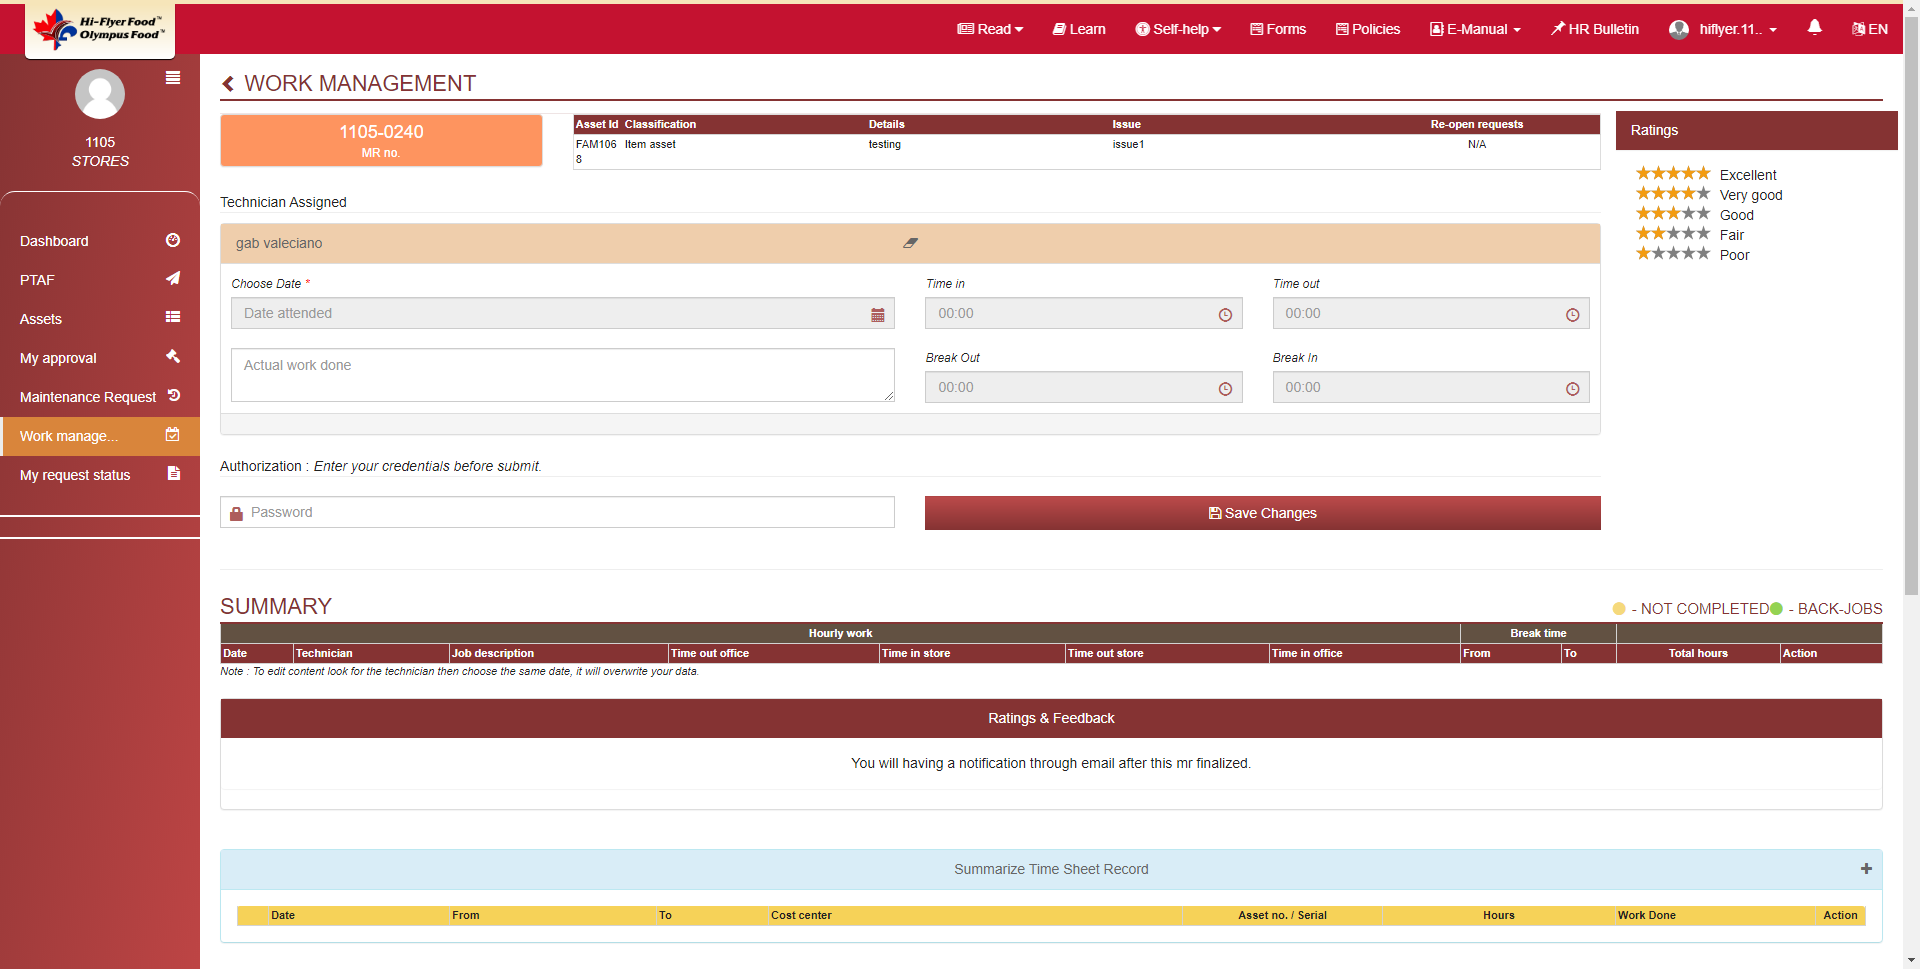 Hi-Flyer Food™
Olympus Food™
Read
Learn
Self-help
Forms
Policies
E-Manual
HR Bulletin
hiflyer.11..
EN
1105
STORES
Dashboard
PTAF
Assets
My approval
Maintenance Request
Work manage...
My request status
WORK MANAGEMENT
1105-0240
MR no.
Asset Id Classification Details Issue Re-open requests
FAM106 Item asset testing issue1 N/A
8
Ratings
Excellent
Very good
Good
Fair
Poor
Technician Assigned
gab valeciano
Choose Date * Time in Time out
Date attended 00:00 00:00
Actual work done
Break Out Break In
00:00 00:00
Authorization : Enter your credentials before submit.
Password
Save Changes
SUMMARY
- NOT COMPLETED - BACK-JOBS
Hourly work Break time
Date Technician Job description Time out office Time in store Time out store Time in office From To Total hours Action
Note : To edit content look for the technician then choose the same date, it will overwrite your data.
Ratings & Feedback
You will having a notification through email after this mr finalized.
Summarize Time Sheet Record
Date From To Cost center Asset no. / Serial Hours Work Done Action